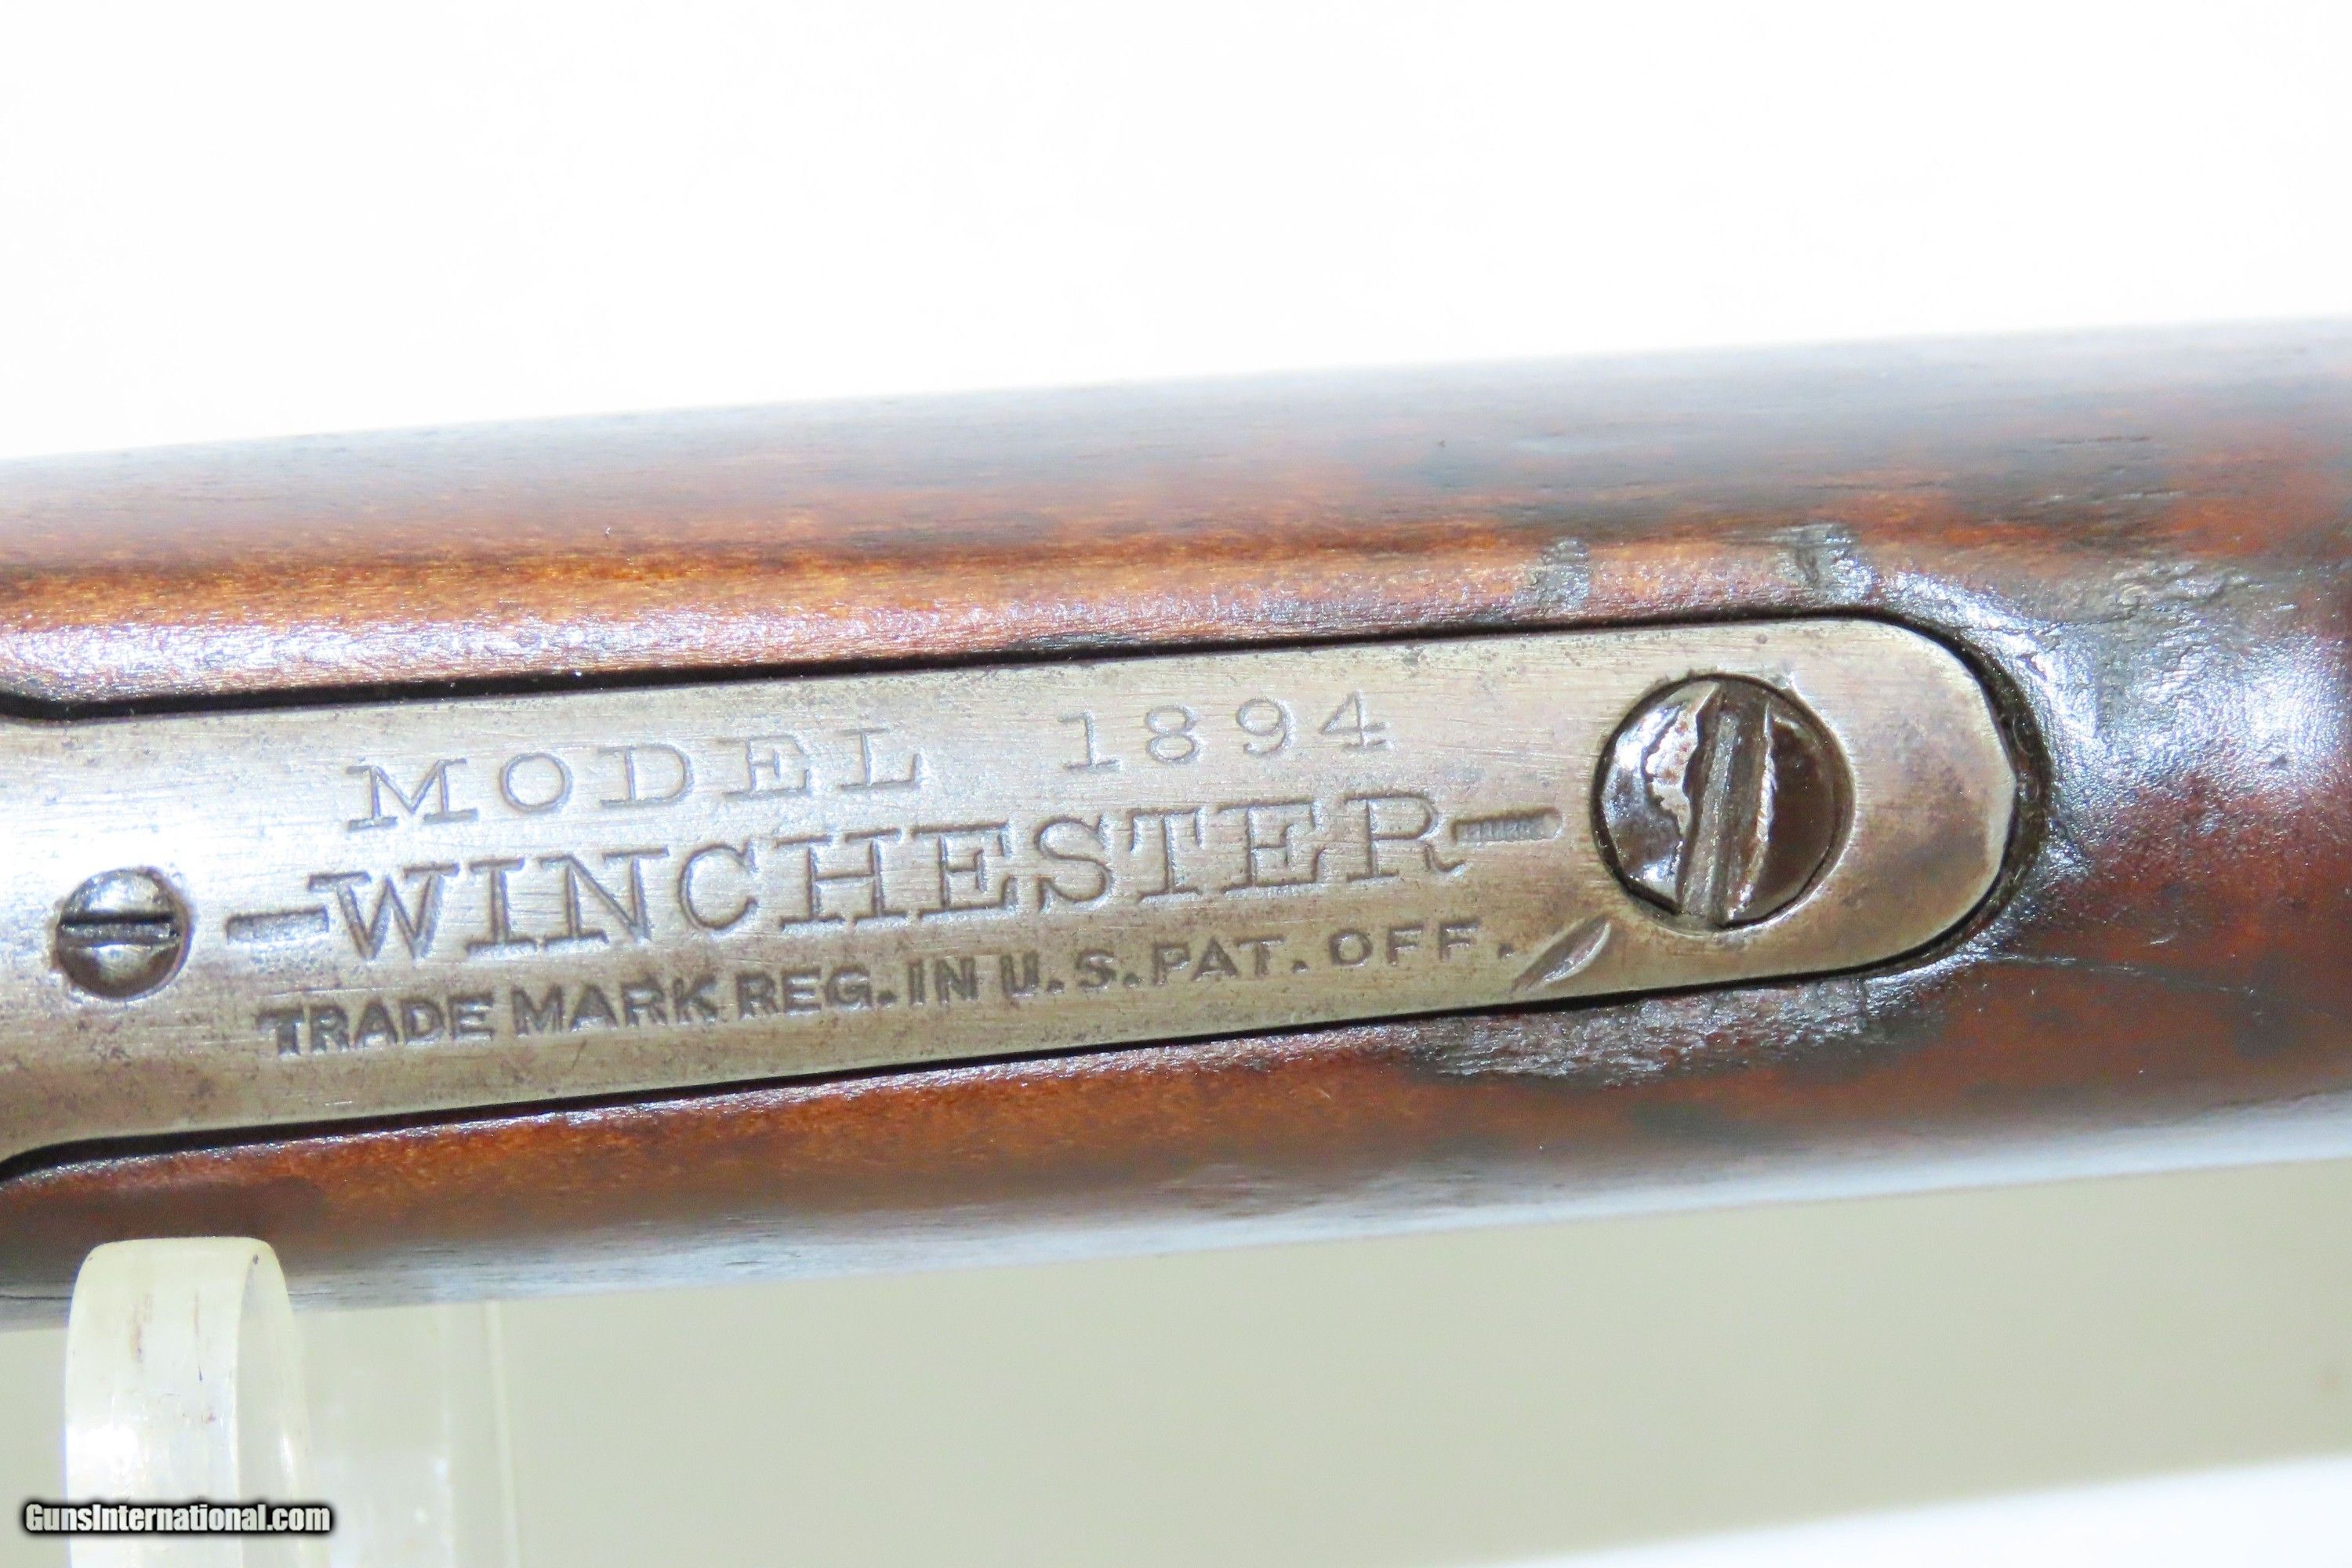 MODEL 1894
-WINCHESTER-
TRADE MARK REG. IN U.S. PAT. OFF.
GunsInternational.com